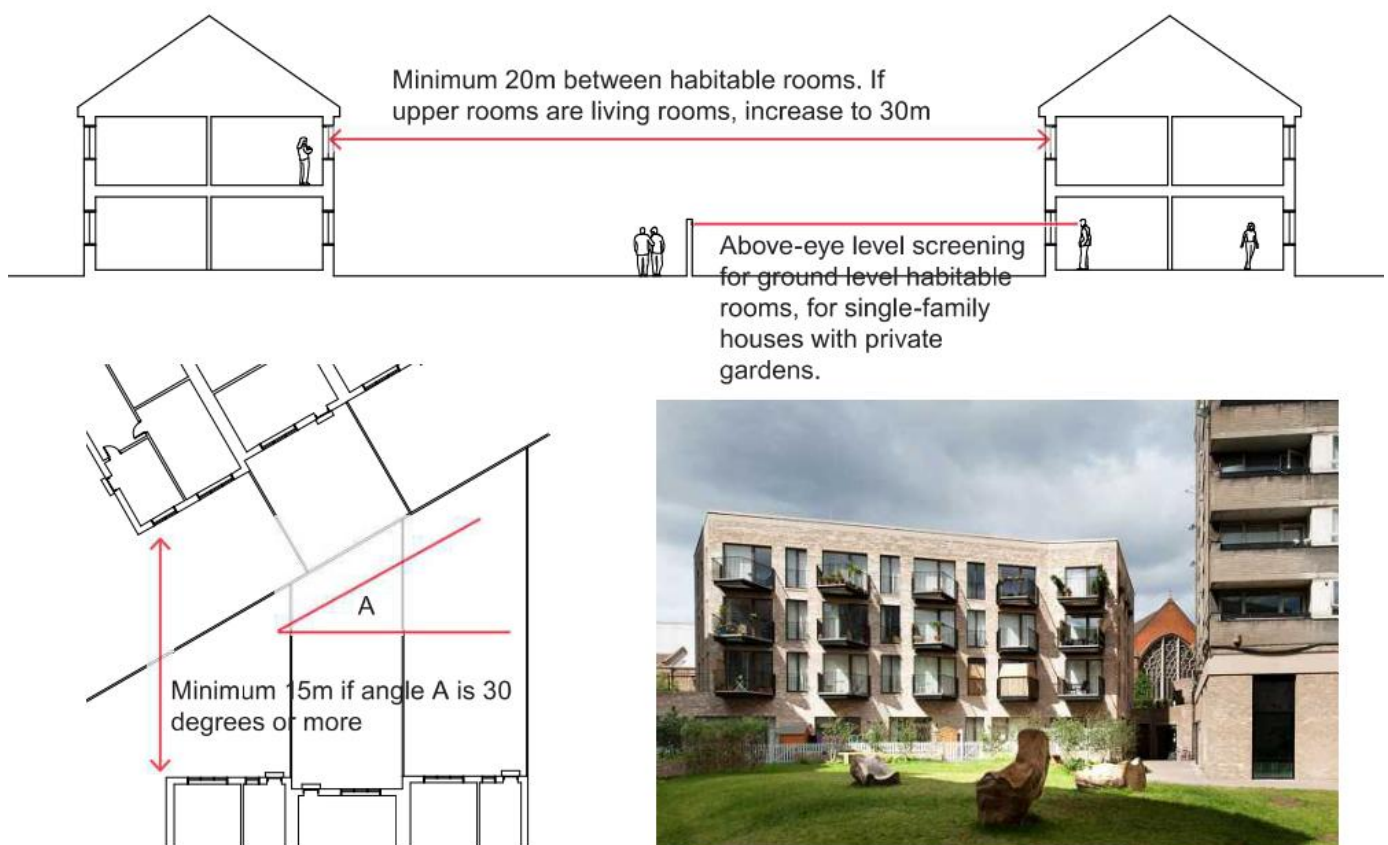 Minimum 20m between habitable rooms. If
upper rooms are living rooms, increase to 30m
Above-eye level screening
for ground level habitable
rooms, for single-family
houses with private
gardens.
A
Minimum 15m if angle A is 30
degrees or more